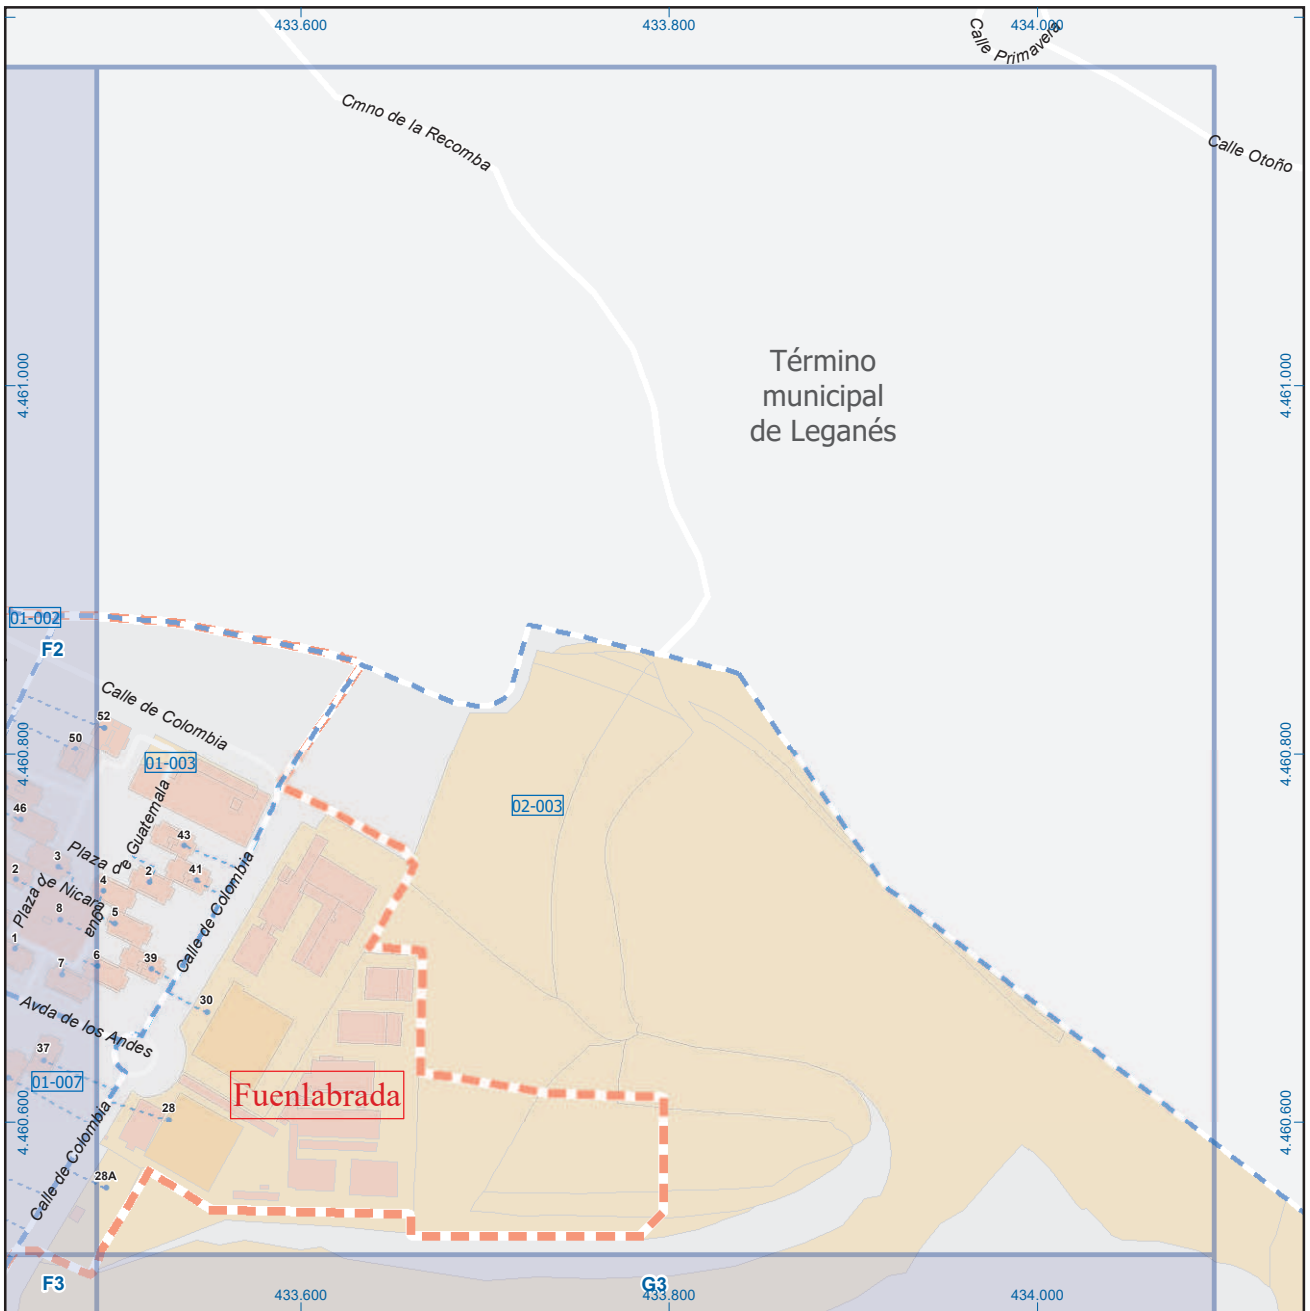 433.600
433.800
434.000
Calle Primavera
Calle Otoño
Cmno de la Recomba
4.461.000
4.461.000
Término
municipal
de Leganés
01-002
F2
Calle de Colombia
52
50
01-003
4.460.800
4.460.800
02-003
46
Plaza de Guatemala
43
3
2
4
2
41
Plaza de Nicaragua
8
5
Calle de Colombia
1
7
6
39
30
Avda de los Andes
37
01-007
Fuenlabrada
28
4.460.600
4.460.600
28A
Calle de Colombia
F3
G3
433.600
433.800
434.000